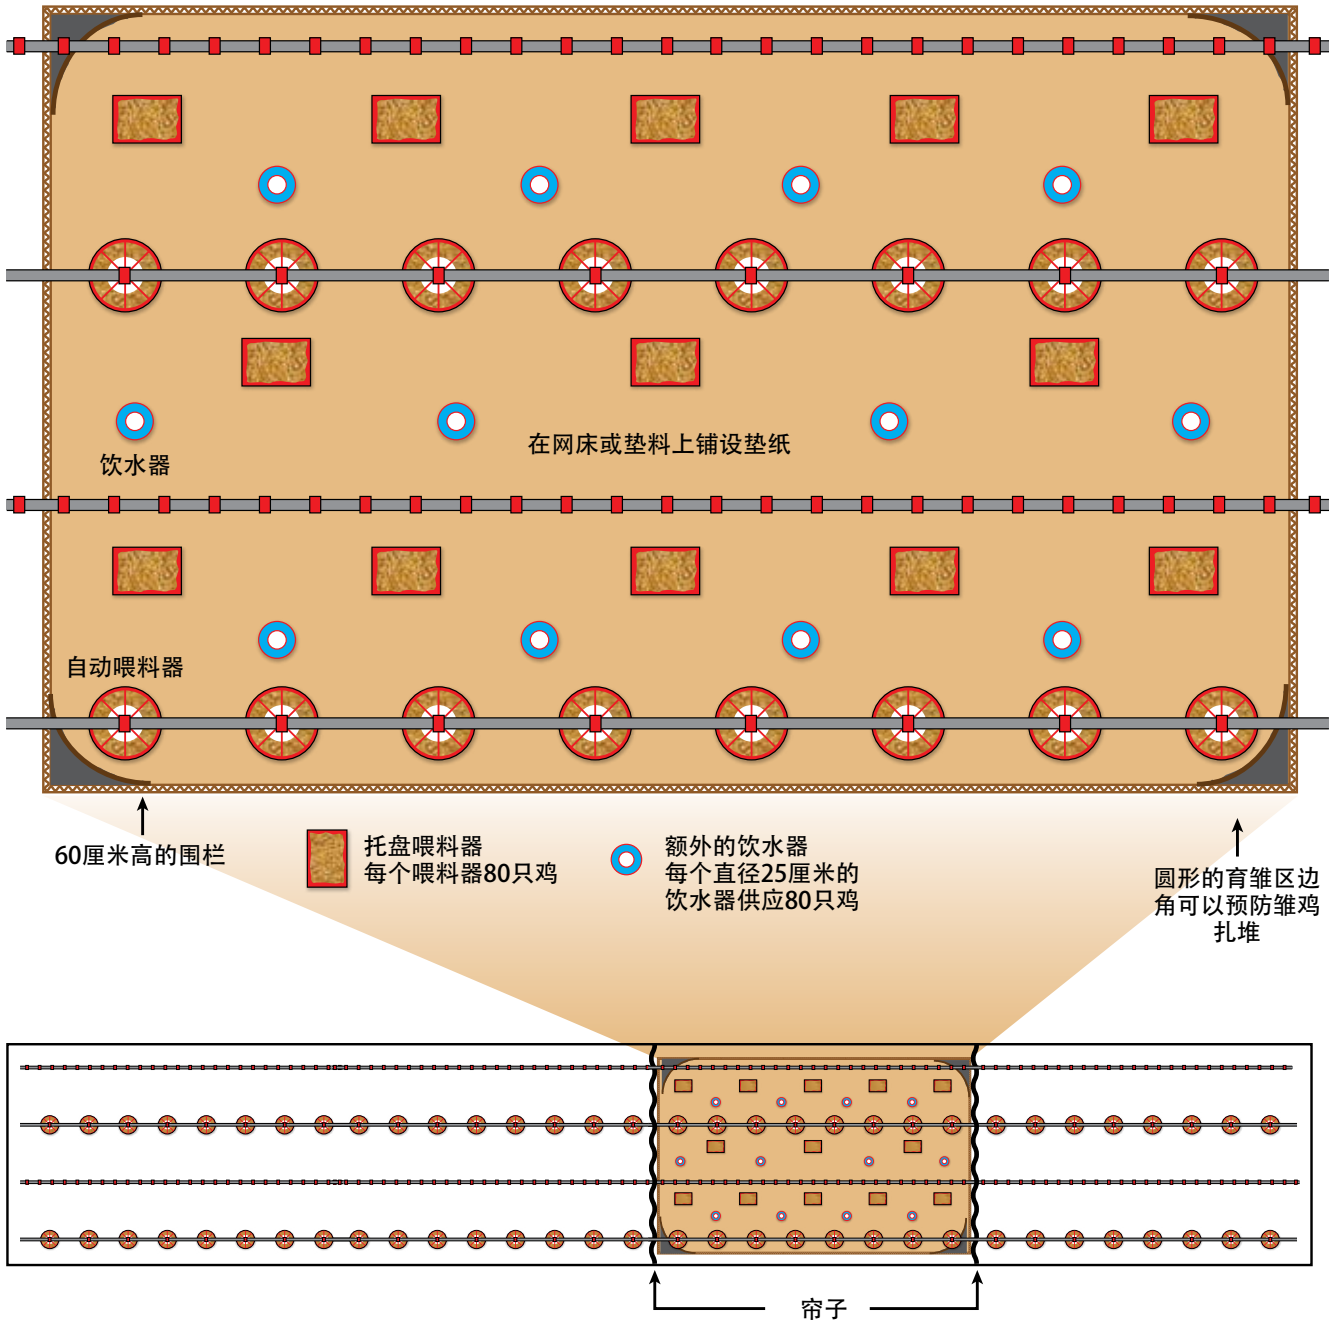 在网床或垫料上铺设垫纸
饮水器
自动喂料器
60厘米高的围栏
托盘喂料器
每个喂料器80只鸡
额外的饮水器
每个直径25厘米的
饮水器供应80只鸡
圆形的育雏区边
角可以预防雏鸡
扎堆
帘子